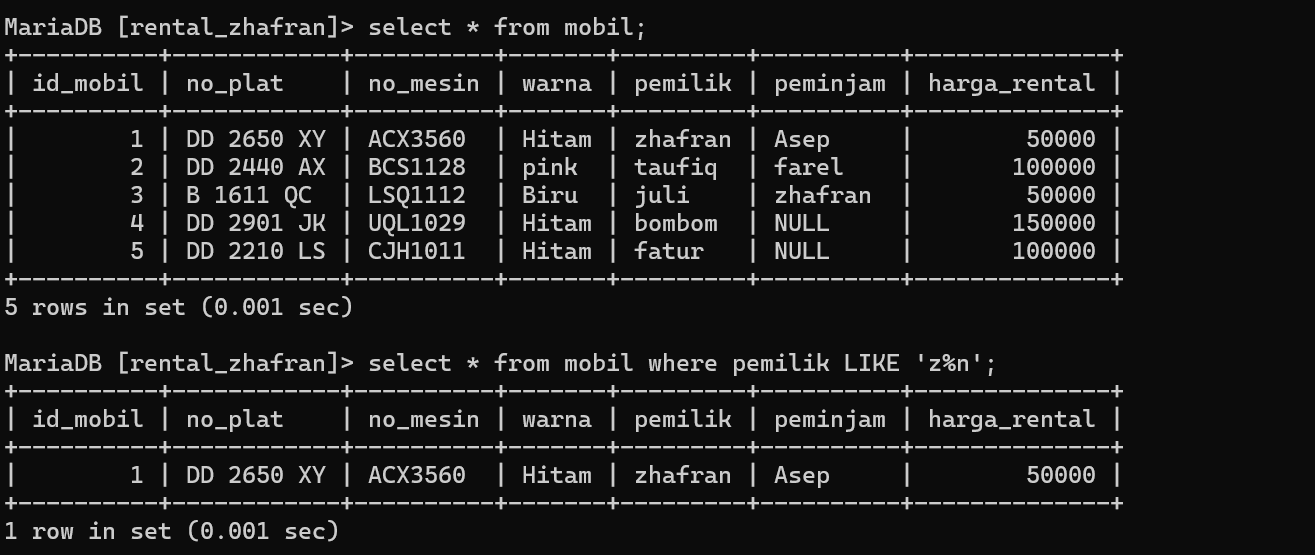 MariaDB [rental_zhafran]> select * from mobil;
+----------+------------+----------+-------+---------+----------+--------------+
| id_mobil | no_plat    | no_mesin | warna | pemilik | peminjam | harga_rental |
+----------+------------+----------+-------+---------+----------+--------------+
|        1 | DD 2650 XY | ACX3560  | Hitam | zhafran | Asep     |        50000 |
|        2 | DD 2440 AX | BCS1128  | pink  | taufiq  | farel    |       100000 |
|        3 | B 1611 QC  | LSQ1112  | Biru  | juli    | zhafran  |        50000 |
|        4 | DD 2901 JK | UQL1029  | Hitam | bombom  | NULL     |       150000 |
|        5 | DD 2210 LS | CJH1011  | Hitam | fatur   | NULL     |       100000 |
+----------+------------+----------+-------+---------+----------+--------------+
5 rows in set (0.001 sec)

MariaDB [rental_zhafran]> select * from mobil where pemilik LIKE 'z%n';
+----------+------------+----------+-------+---------+----------+--------------+
| id_mobil | no_plat    | no_mesin | warna | pemilik | peminjam | harga_rental |
+----------+------------+----------+-------+---------+----------+--------------+
|        1 | DD 2650 XY | ACX3560  | Hitam | zhafran | Asep     |        50000 |
+----------+------------+----------+-------+---------+----------+--------------+
1 row in set (0.001 sec)